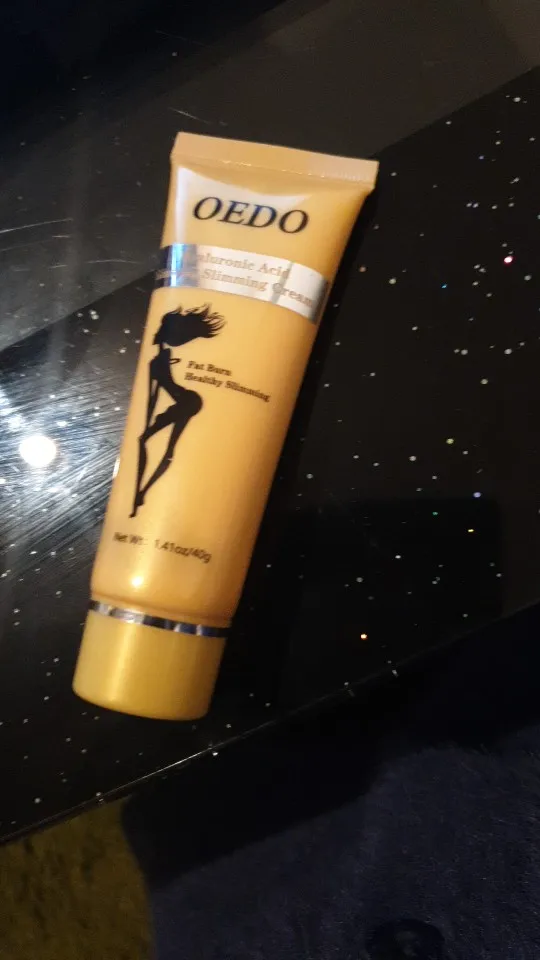 OEDO
aluronic Acid
Slimming Cream
Fat Burn
Healthy Slimming
Net Wt: 1.41oz/40g